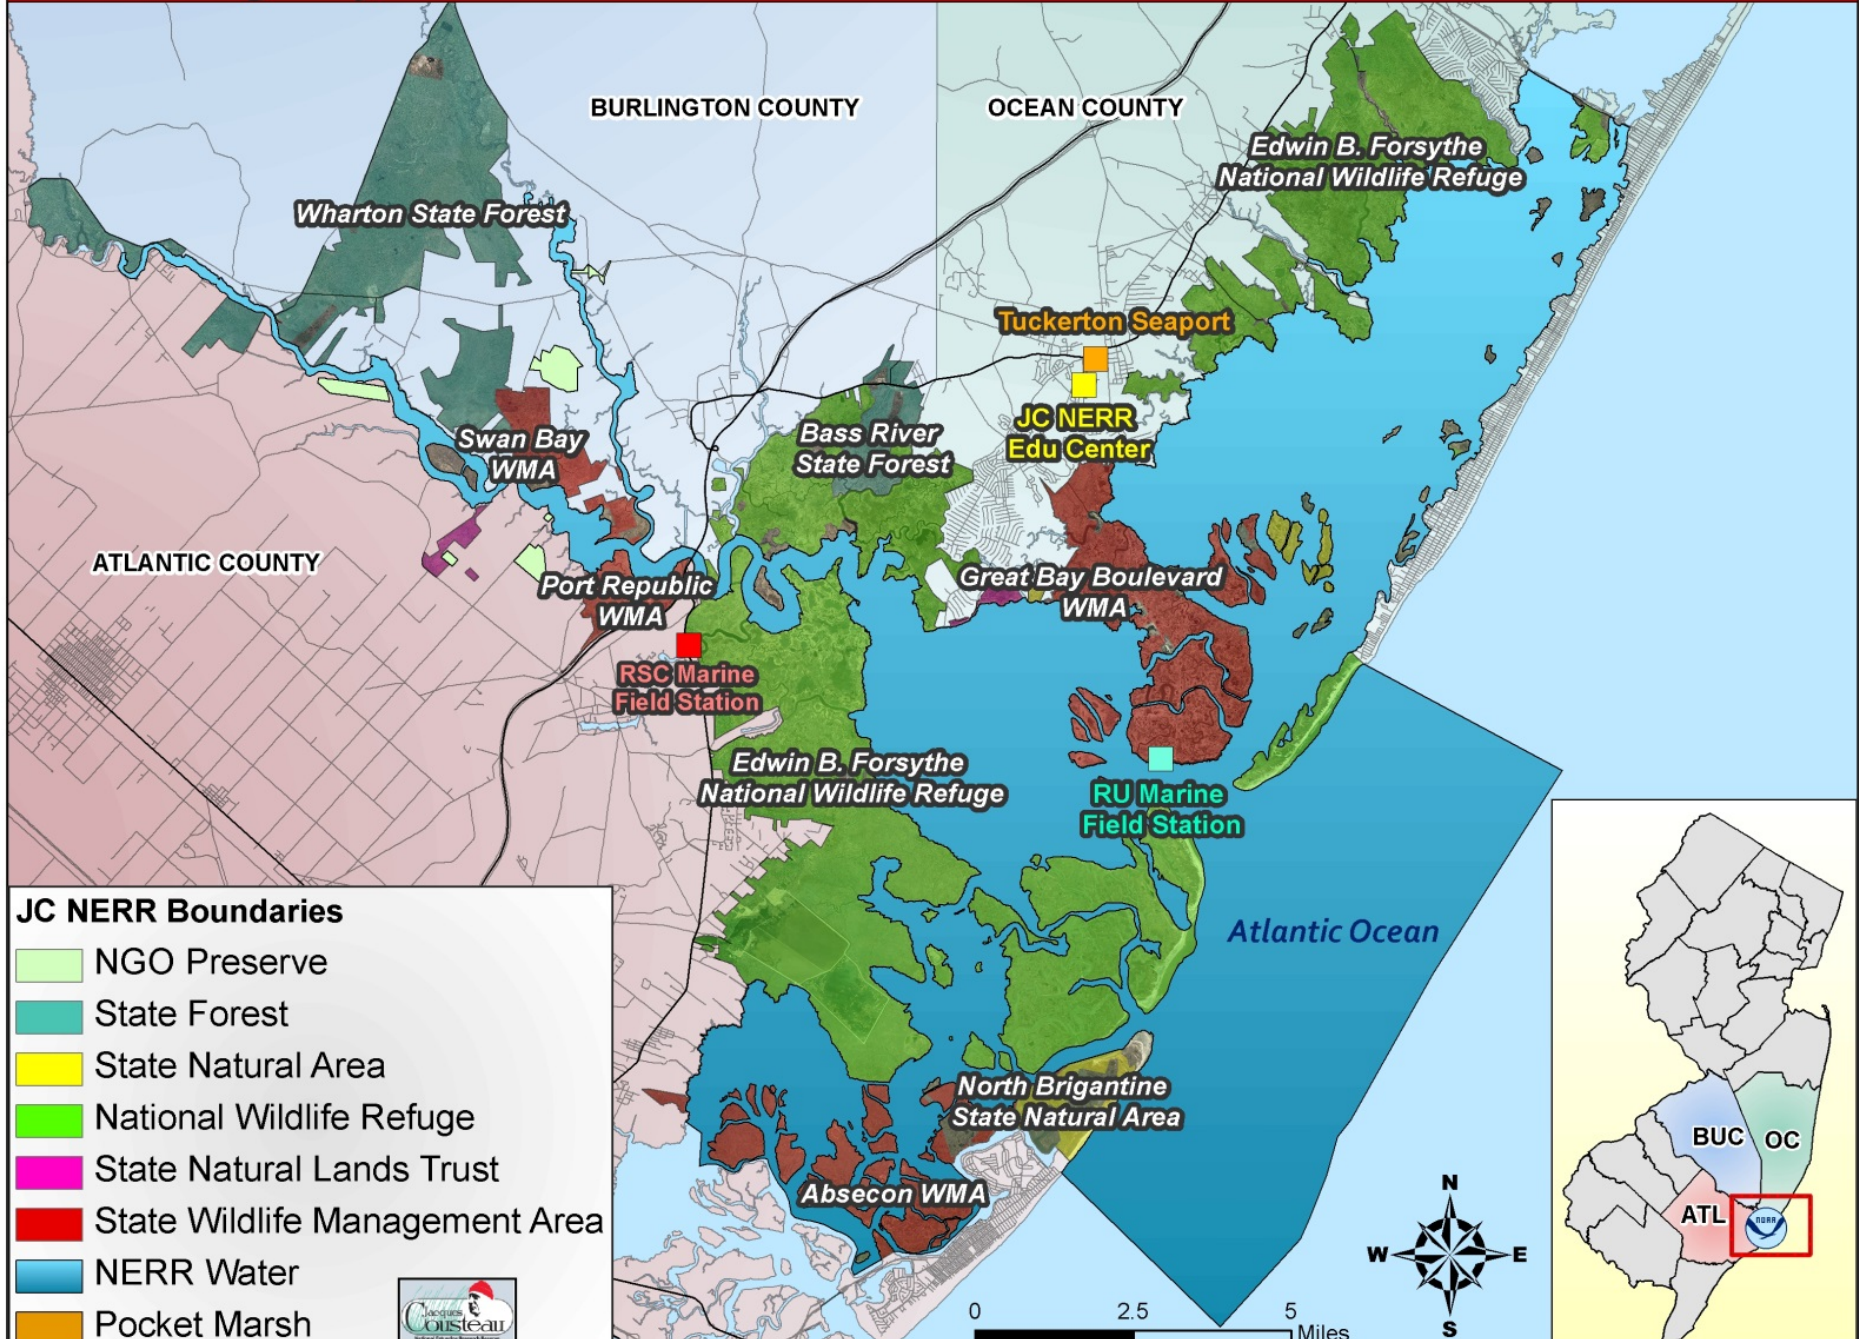 BURLINGTON COUNTY
OCEAN COUNTY
Edwin B. Forsythe
National Wildlife Refuge
Wharton State Forest
Tuckerton Seaport
JC NERR
Edu Center
Bass River
State Forest
Swan Bay
WMA
ATLANTIC COUNTY
Port Republic
WMA
Great Bay Boulevard
WMA
RSC Marine
Field Station
Edwin B. Forsythe
National Wildlife Refuge
RU Marine
Field Station
Atlantic Ocean
North Brigantine
State Natural Area
Absecon WMA
JC NERR Boundaries
NGO Preserve
State Forest
State Natural Area
National Wildlife Refuge
State Natural Lands Trust
State Wildlife Management Area
NERR Water
Pocket Marsh
Jacques
Cousteau
0 2.5 5
Miles
N
W E
S
BUC OC
ATL